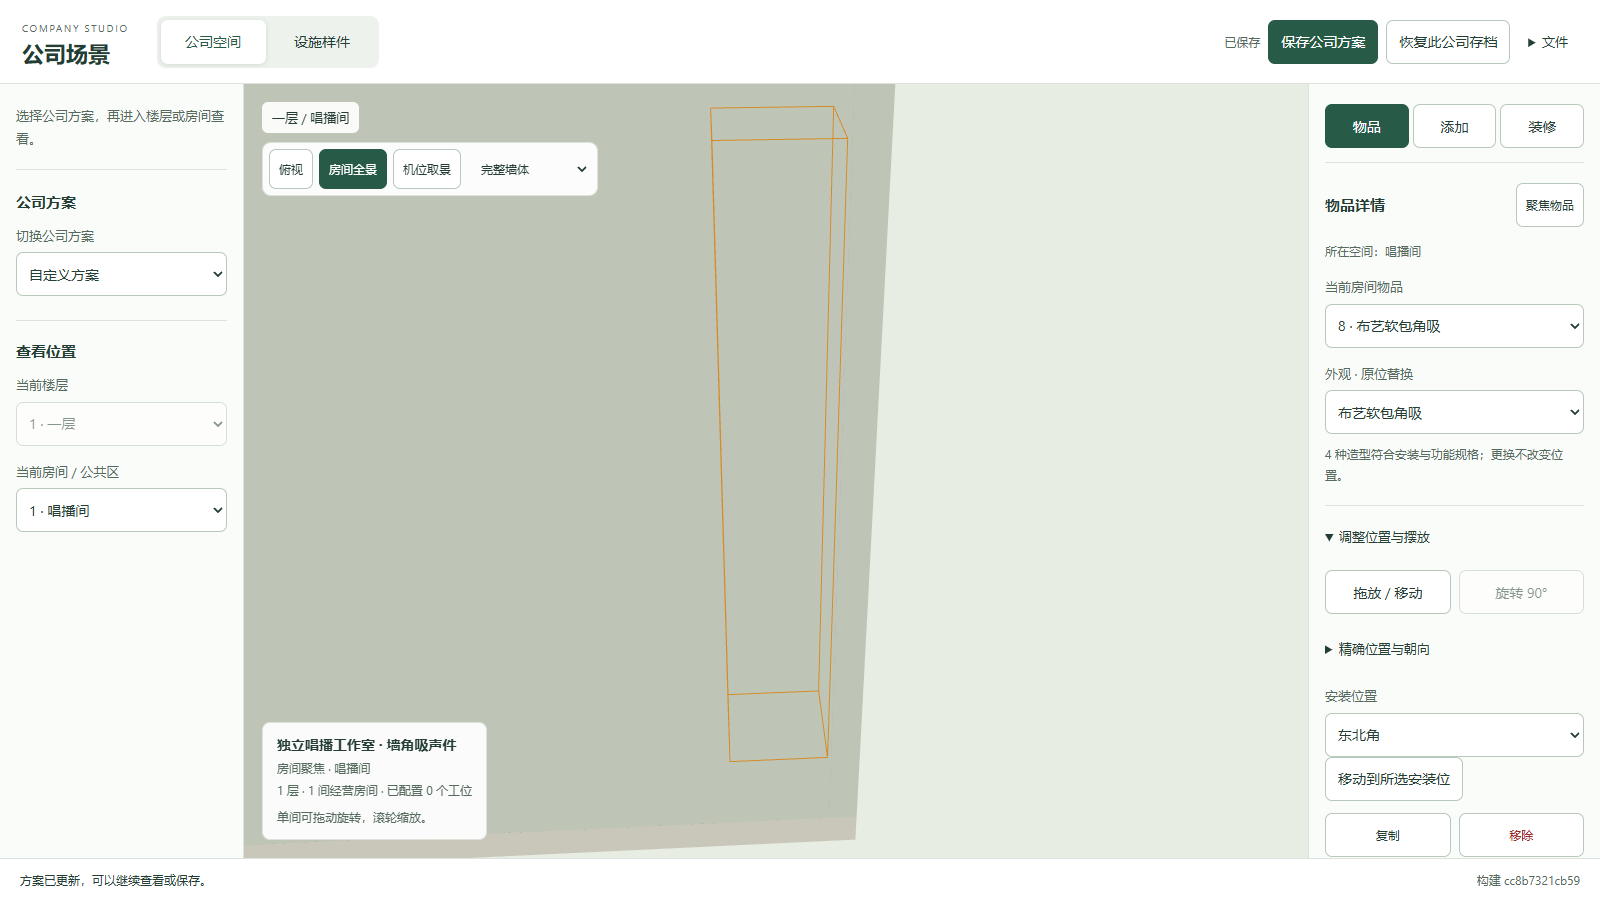 COMPANY STUDIO
公司场景
公司空间
设施样件
已保存
保存公司方案
恢复此公司存档
▶ 文件
选择公司方案，再进入楼层或房间查
看。
公司方案
切换公司方案
自定义方案
查看位置
当前楼层
1 · 一层
当前房间 / 公共区
1 · 唱播间
一层 / 唱播间
俯视
房间全景
机位取景
完整墙体
独立唱播工作室 · 墙角吸声件
房间聚焦 · 唱播间
1 层 · 1 间经营房间 · 已配置 0 个工位
单间可拖动旋转，滚轮缩放。
物品
添加
装修
物品详情
聚焦物品
所在空间：唱播间
当前房间物品
8 · 布艺软包角吸
外观 · 原位替换
布艺软包角吸
4 种造型符合安装与功能规格；更换不改变位
置。
▼ 调整位置与摆放
拖放 / 移动
旋转 90°
▶ 精确位置与朝向
安装位置
东北角
移动到所选安装位
复制
移除
方案已更新，可以继续查看或保存。
构建 cc8b7321cb59